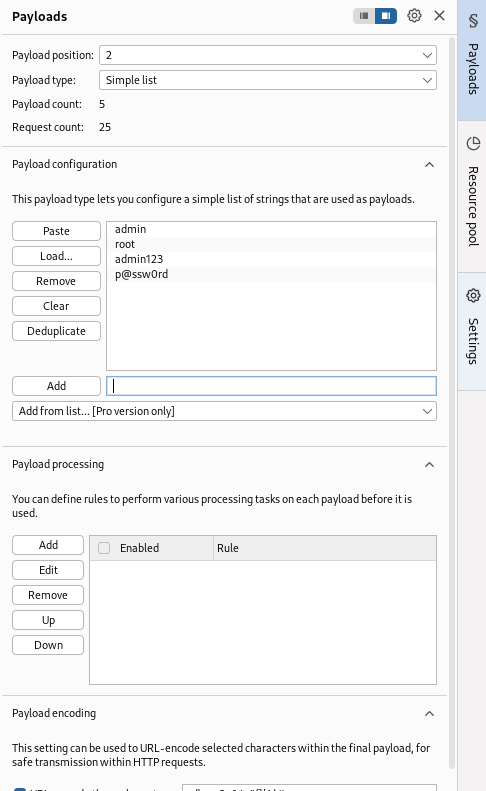 Payloads
Payload position: 2
Payload type: Simple list
Payload count: 5
Request count: 25
Payload configuration
This payload type lets you configure a simple list of strings that are used as payloads.
Paste
Load...
Remove
Clear
Deduplicate
admin
root
admin123
p@ssw0rd
Add
Add from list... [Pro version only]
Payload processing
You can define rules to perform various processing tasks on each payload before it is
used.
Add
Edit
Remove
Up
Down
Enabled Rule
Payload encoding
This setting can be used to URL-encode selected characters within the final payload, for
safe transmission within HTTP requests.
Payloads
Resource pool
Settings